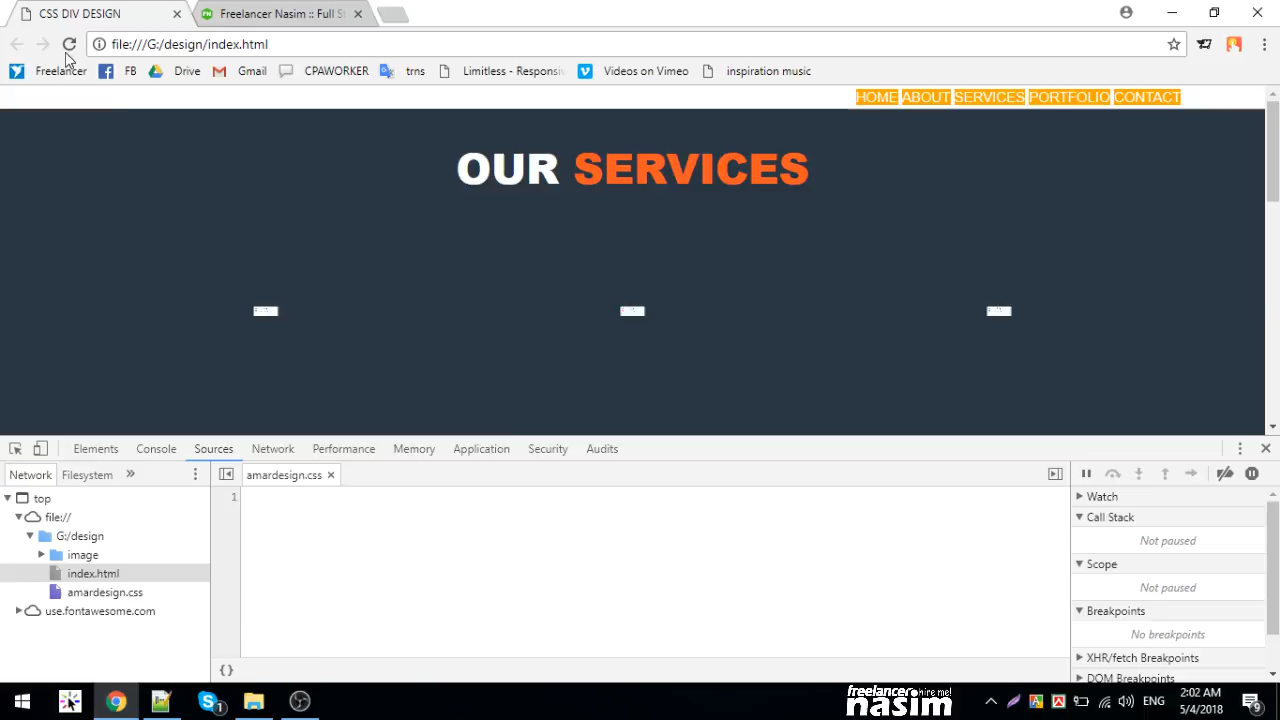 CSS DIV DESIGN
Freelancer Nasim :: Full St
file:///G:/design/index.html
Freelancer FB Drive Gmail CPAWORKER trns Limitless - Responsiv Videos on Vimeo inspiration music
HOME ABOUT SERVICES PORTFOLIO CONTACT
OUR SERVICES
Elements Console Sources Network Performance Memory Application Security Audits
Network Filesystem »
amardesign.css
1
top
file://
G:/design
image
index.html
amardesign.css
use.fontawesome.com
{}
Watch
Call Stack
Not paused
Scope
Not paused
Breakpoints
No breakpoints
XHR/fetch Breakpoints
DOM Breakpoints
freelancer hire me!
nasim
ENG
2:02 AM
5/4/2018